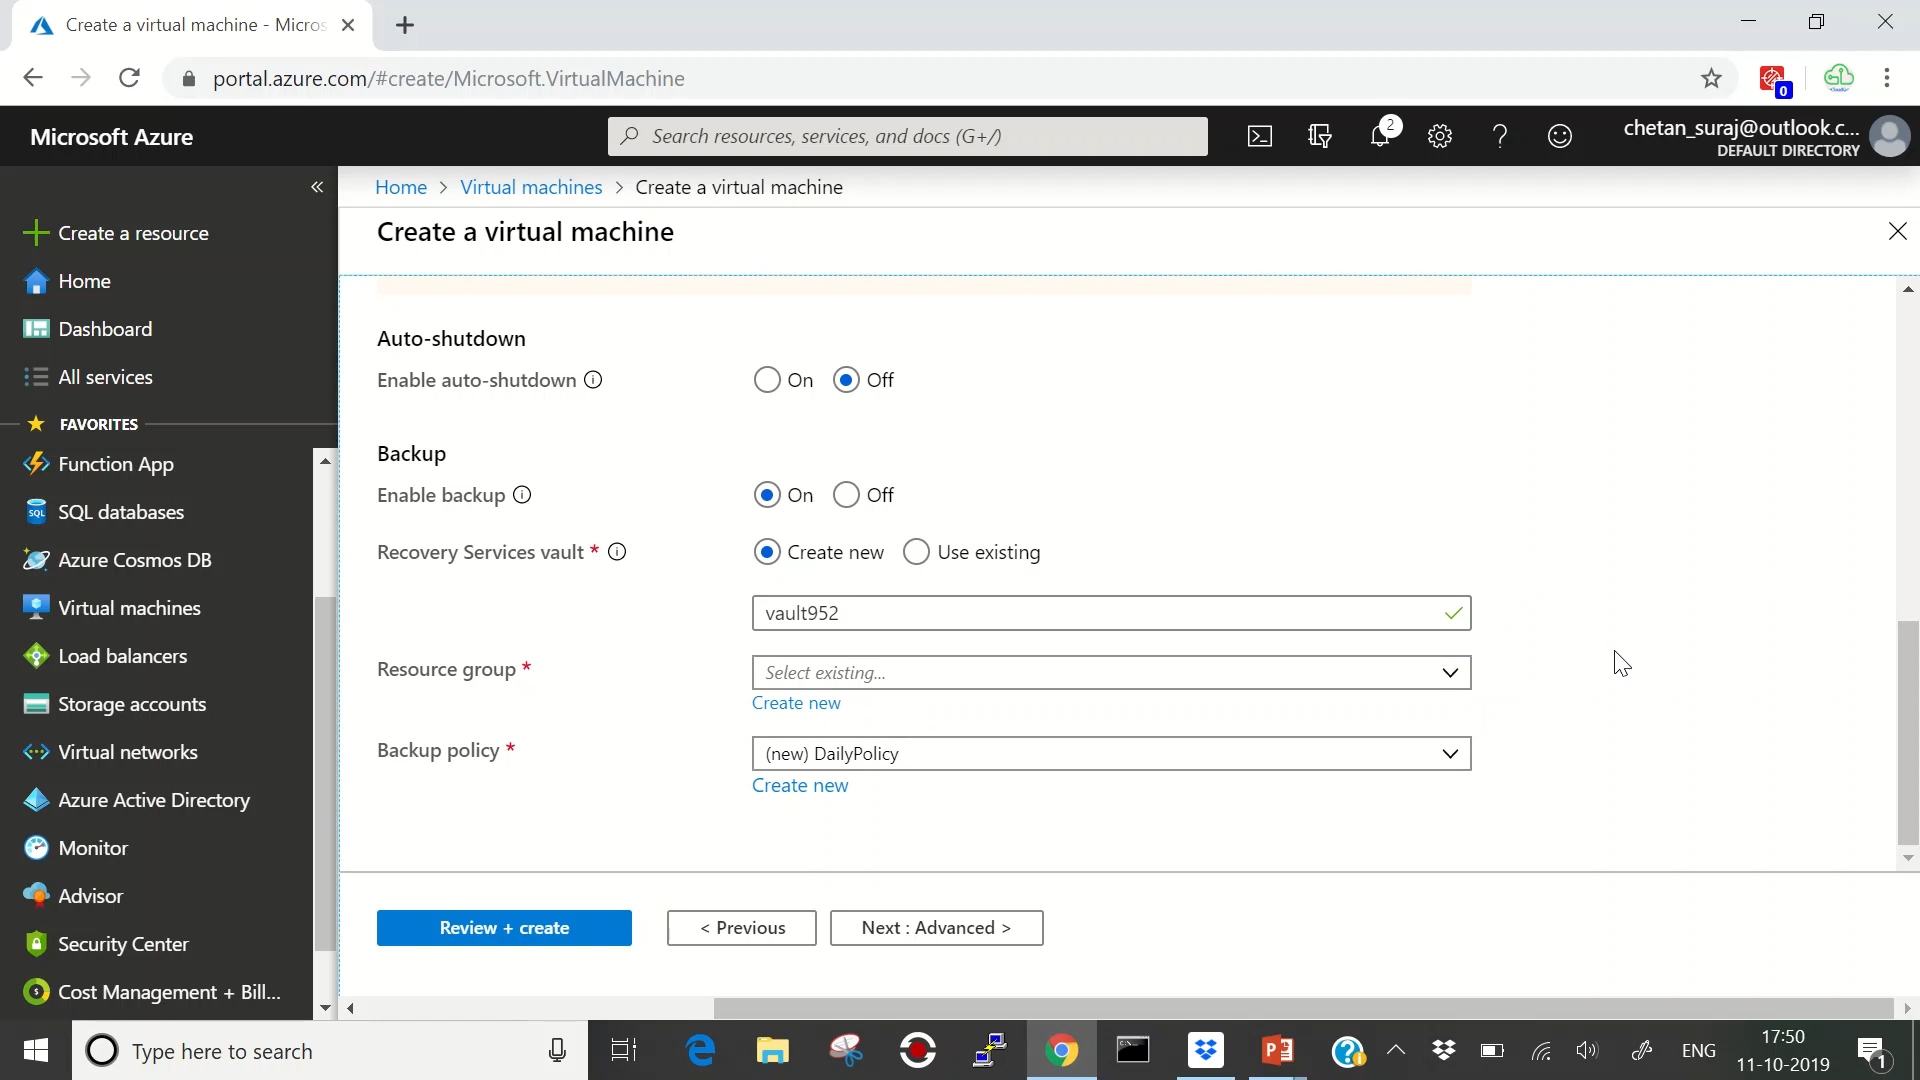 Create a virtual machine - Micros
portal.azure.com/#create/Microsoft.VirtualMachine
0
Microsoft Azure
Search resources, services, and docs (G+/)
2
chetan_suraj@outlook.c...
DEFAULT DIRECTORY
Home > Virtual machines > Create a virtual machine
Create a virtual machine
Create a resource
Home
Dashboard
All services
FAVORITES
Function App
SQL databases
Azure Cosmos DB
Virtual machines
Load balancers
Storage accounts
Virtual networks
Azure Active Directory
Monitor
Advisor
Security Center
Cost Management + Bill...
Auto-shutdown
Enable auto-shutdown On Off
Backup
Enable backup On Off
Recovery Services vault * Create new Use existing
vault952
Resource group * Select existing...
Create new
Backup policy * (new) DailyPolicy
Create new
Review + create < Previous Next : Advanced >
Type here to search
ENG
17:50
11-10-2019
1